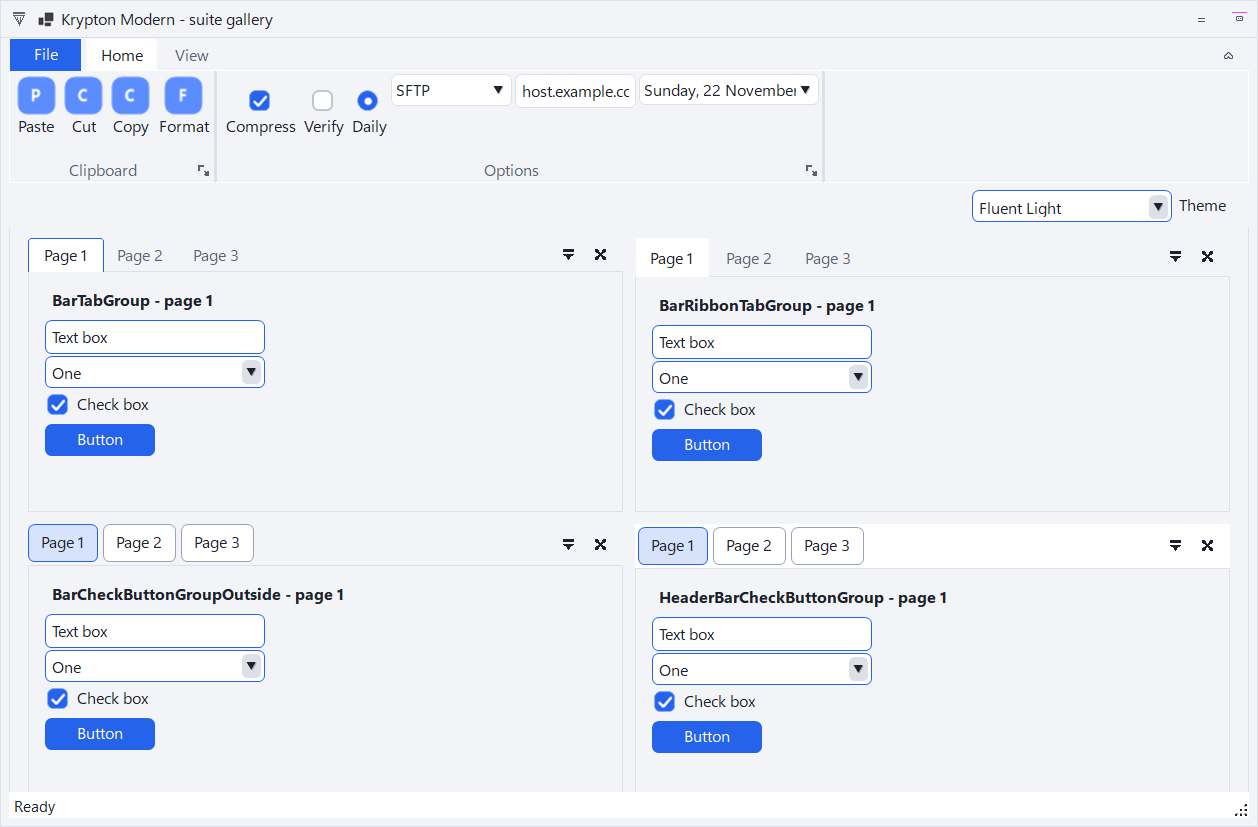 Krypton Modern - suite gallery
File Home View
P C C F
Paste Cut Copy Format
Compress Verify Daily
SFTP host.example.cc Sunday, 22 November
Clipboard Options
Fluent Light Theme
Page 1 Page 2 Page 3
BarTabGroup - page 1
Text box
One
Check box
Button
Page 1 Page 2 Page 3
BarRibbonTabGroup - page 1
Text box
One
Check box
Button
Page 1 Page 2 Page 3
BarCheckButtonGroupOutside - page 1
Text box
One
Check box
Button
Page 1 Page 2 Page 3
HeaderBarCheckButtonGroup - page 1
Text box
One
Check box
Button
Ready